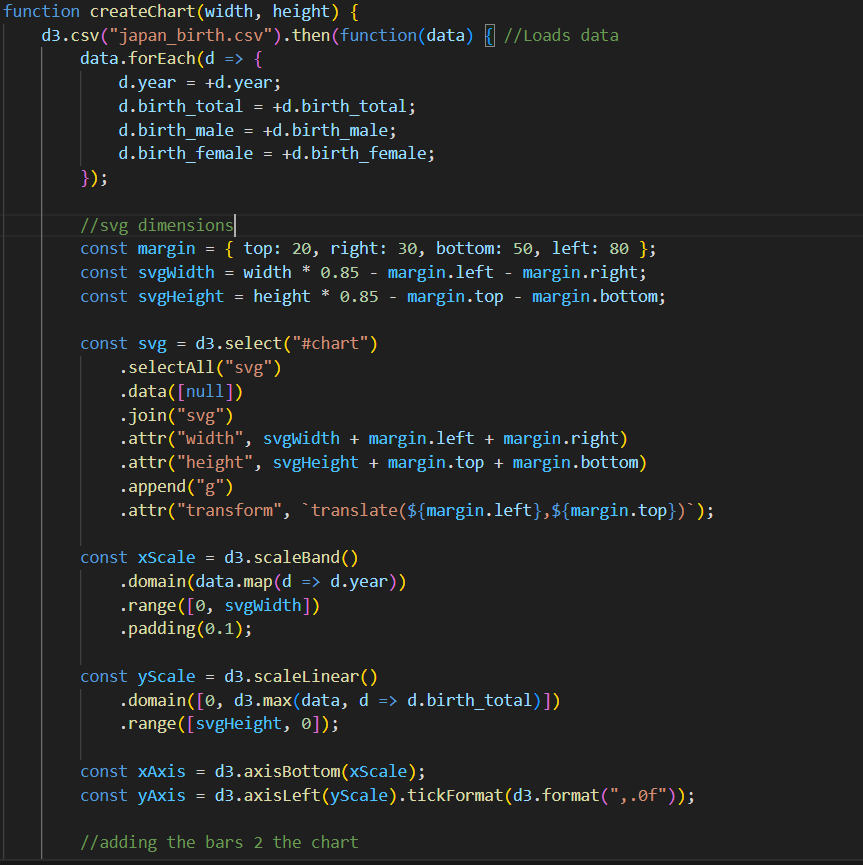 function createChart(width, height) {
    d3.csv("japan_birth.csv").then(function(data) { //Loads data
        data.forEach(d => {
            d.year = +d.year;
            d.birth_total = +d.birth_total;
            d.birth_male = +d.birth_male;
            d.birth_female = +d.birth_female;
        });

        //svg dimensions
        const margin = { top: 20, right: 30, bottom: 50, left: 80 };
        const svgWidth = width * 0.85 - margin.left - margin.right;
        const svgHeight = height * 0.85 - margin.top - margin.bottom;

        const svg = d3.select("#chart")
            .selectAll("svg")
            .data([null])
            .join("svg")
            .attr("width", svgWidth + margin.left + margin.right)
            .attr("height", svgHeight + margin.top + margin.bottom)
            .append("g")
            .attr("transform", `translate(${margin.left},${margin.top})`);

        const xScale = d3.scaleBand()
            .domain(data.map(d => d.year))
            .range([0, svgWidth])
            .padding(0.1);

        const yScale = d3.scaleLinear()
            .domain([0, d3.max(data, d => d.birth_total)])
            .range([svgHeight, 0]);

        const xAxis = d3.axisBottom(xScale);
        const yAxis = d3.axisLeft(yScale).tickFormat(d3.format(",.0f"));

        //adding the bars 2 the chart